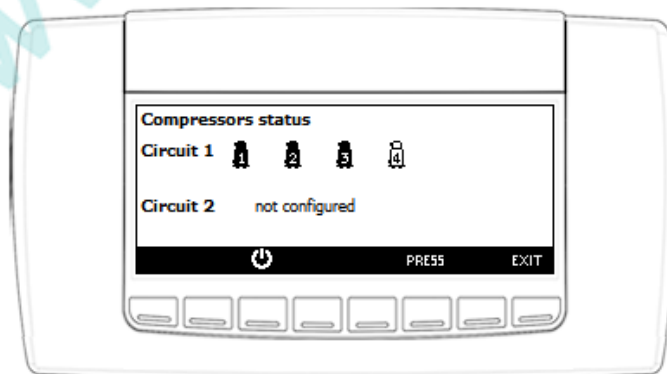 Compressors status
Circuit 1 1 2 3 4
Circuit 2 not configured
PRESS EXIT